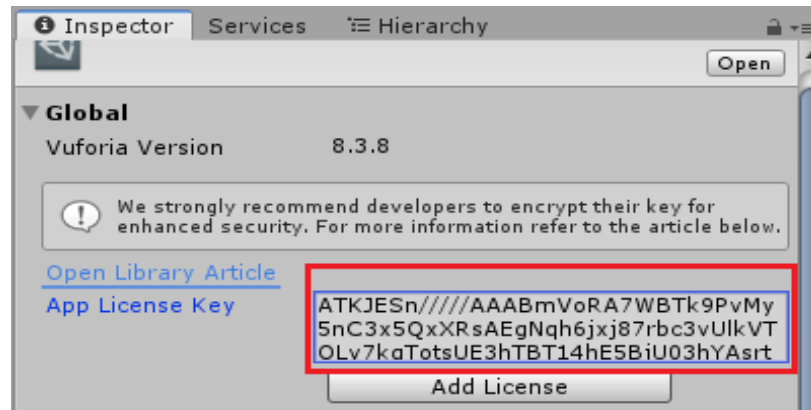 Inspector Services Hierarchy
Open
Global
Vuforia Version 8.3.8
We strongly recommend developers to encrypt their key for
enhanced security. For more information refer to the article below.
Open Library Article
App License Key
ATKJESn/////AAABmVoRA7WBTk9PvMy
5nC3x5QxXRsAEgNqh6jxj87rbc3vUlkVT
OLv7kqTotsUE3hTBT14hE5BiU03hYAsrt
Add License